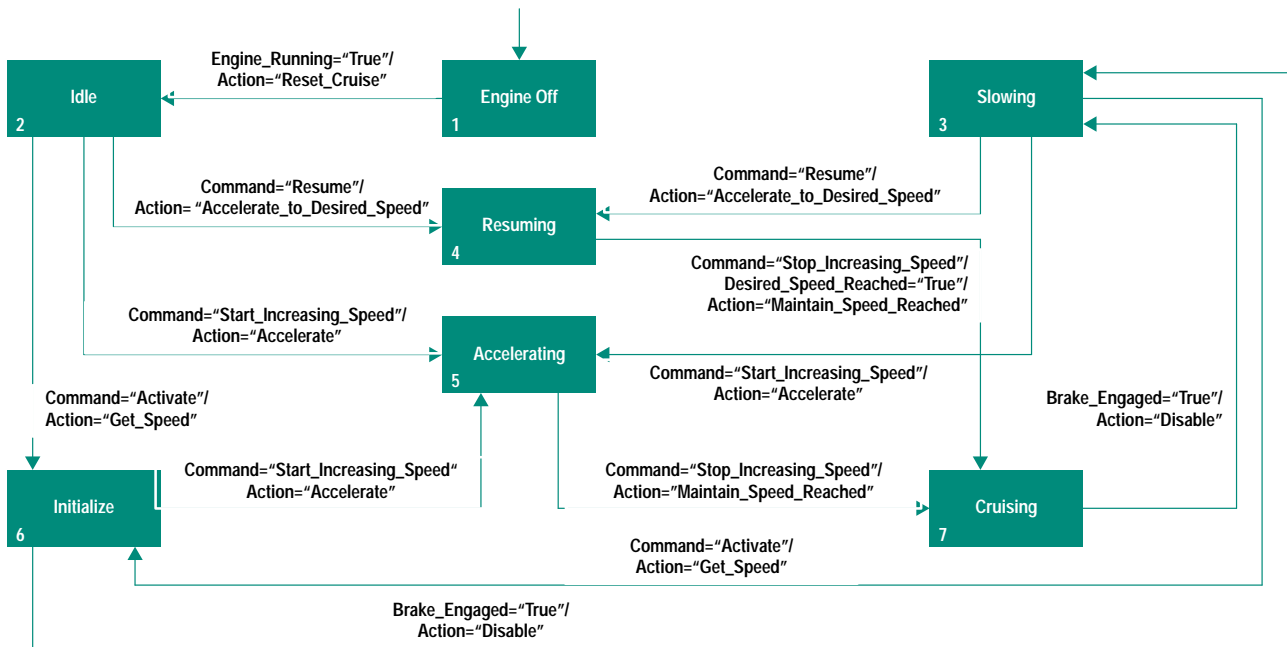 Engine_Running=“True”/
Action=“Reset_Cruise”
Idle
2
Engine Off
1
Slowing
3
Command=“Resume”/
Action= “Accelerate_to_Desired_Speed”
Resuming
4
Command=“Resume”/
Action=“Accelerate_to_Desired_Speed”
Command=“Stop_Increasing_Speed”/
Desired_Speed_Reached=“True”/
Action=“Maintain_Speed_Reached”
Command=“Start_Increasing_Speed”/
Action=“Accelerate”
Accelerating
5
Command=“Start_Increasing_Speed”/
Action=“Accelerate”
Command=“Activate”/
Action=“Get_Speed”
Brake_Engaged=“True”/
Action=“Disable”
Initialize
6
Command=“Start_Increasing_Speed“
Action=“Accelerate”
Command=“Stop_Increasing_Speed”/
Action=”Maintain_Speed_Reached”
Cruising
7
Command=“Activate”/
Action=“Get_Speed”
Brake_Engaged=“True”/
Action=“Disable”